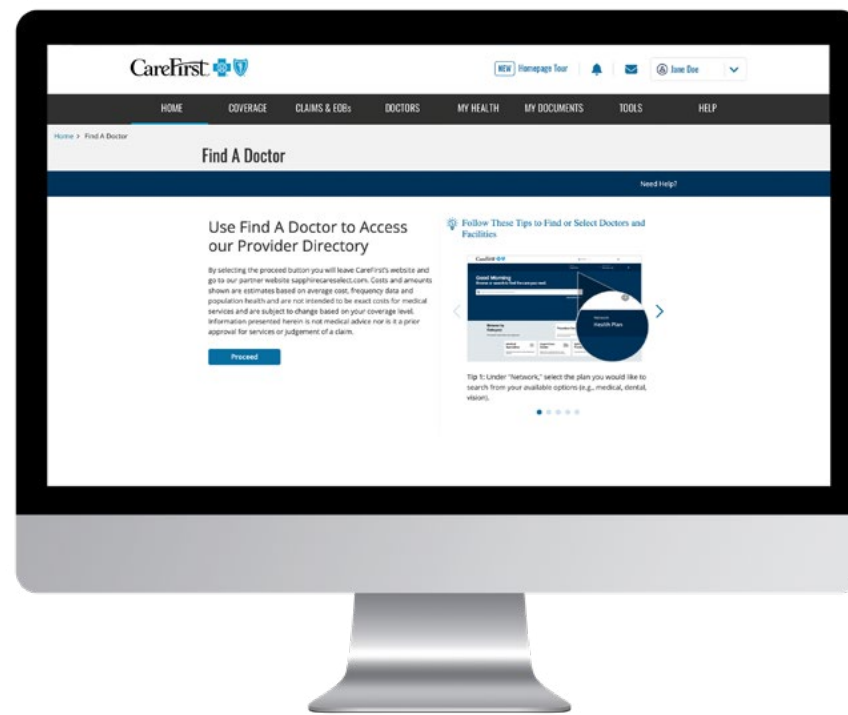 CareFirst
NEW Homepage Tour
Jane Doe
HOME COVERAGE CLAIMS & EOBs DOCTORS MY HEALTH MY DOCUMENTS TOOLS HELP
Home > Find A Doctor
Find A Doctor
Need Help?
Use Find A Doctor to Access
our Provider Directory
By selecting the proceed button you will leave CareFirst's website and
go to our partner website sapphirecareselect.com. Costs and amounts
shown are estimates based on average cost, frequency data and
population health and are not intended to be exact costs for medical
services and are subject to change based on your coverage level.
Information presented herein is not medical advice nor is it a prior
approval for services or judgement of a claim.
Proceed
Follow These Tips to Find or Select Doctors and
Facilities
CareFirst
Good Morning
Network
Health Plan
Tip 1: Under "Network," select the plan you would like to
search from your available options (e.g., medical, dental,
vision).